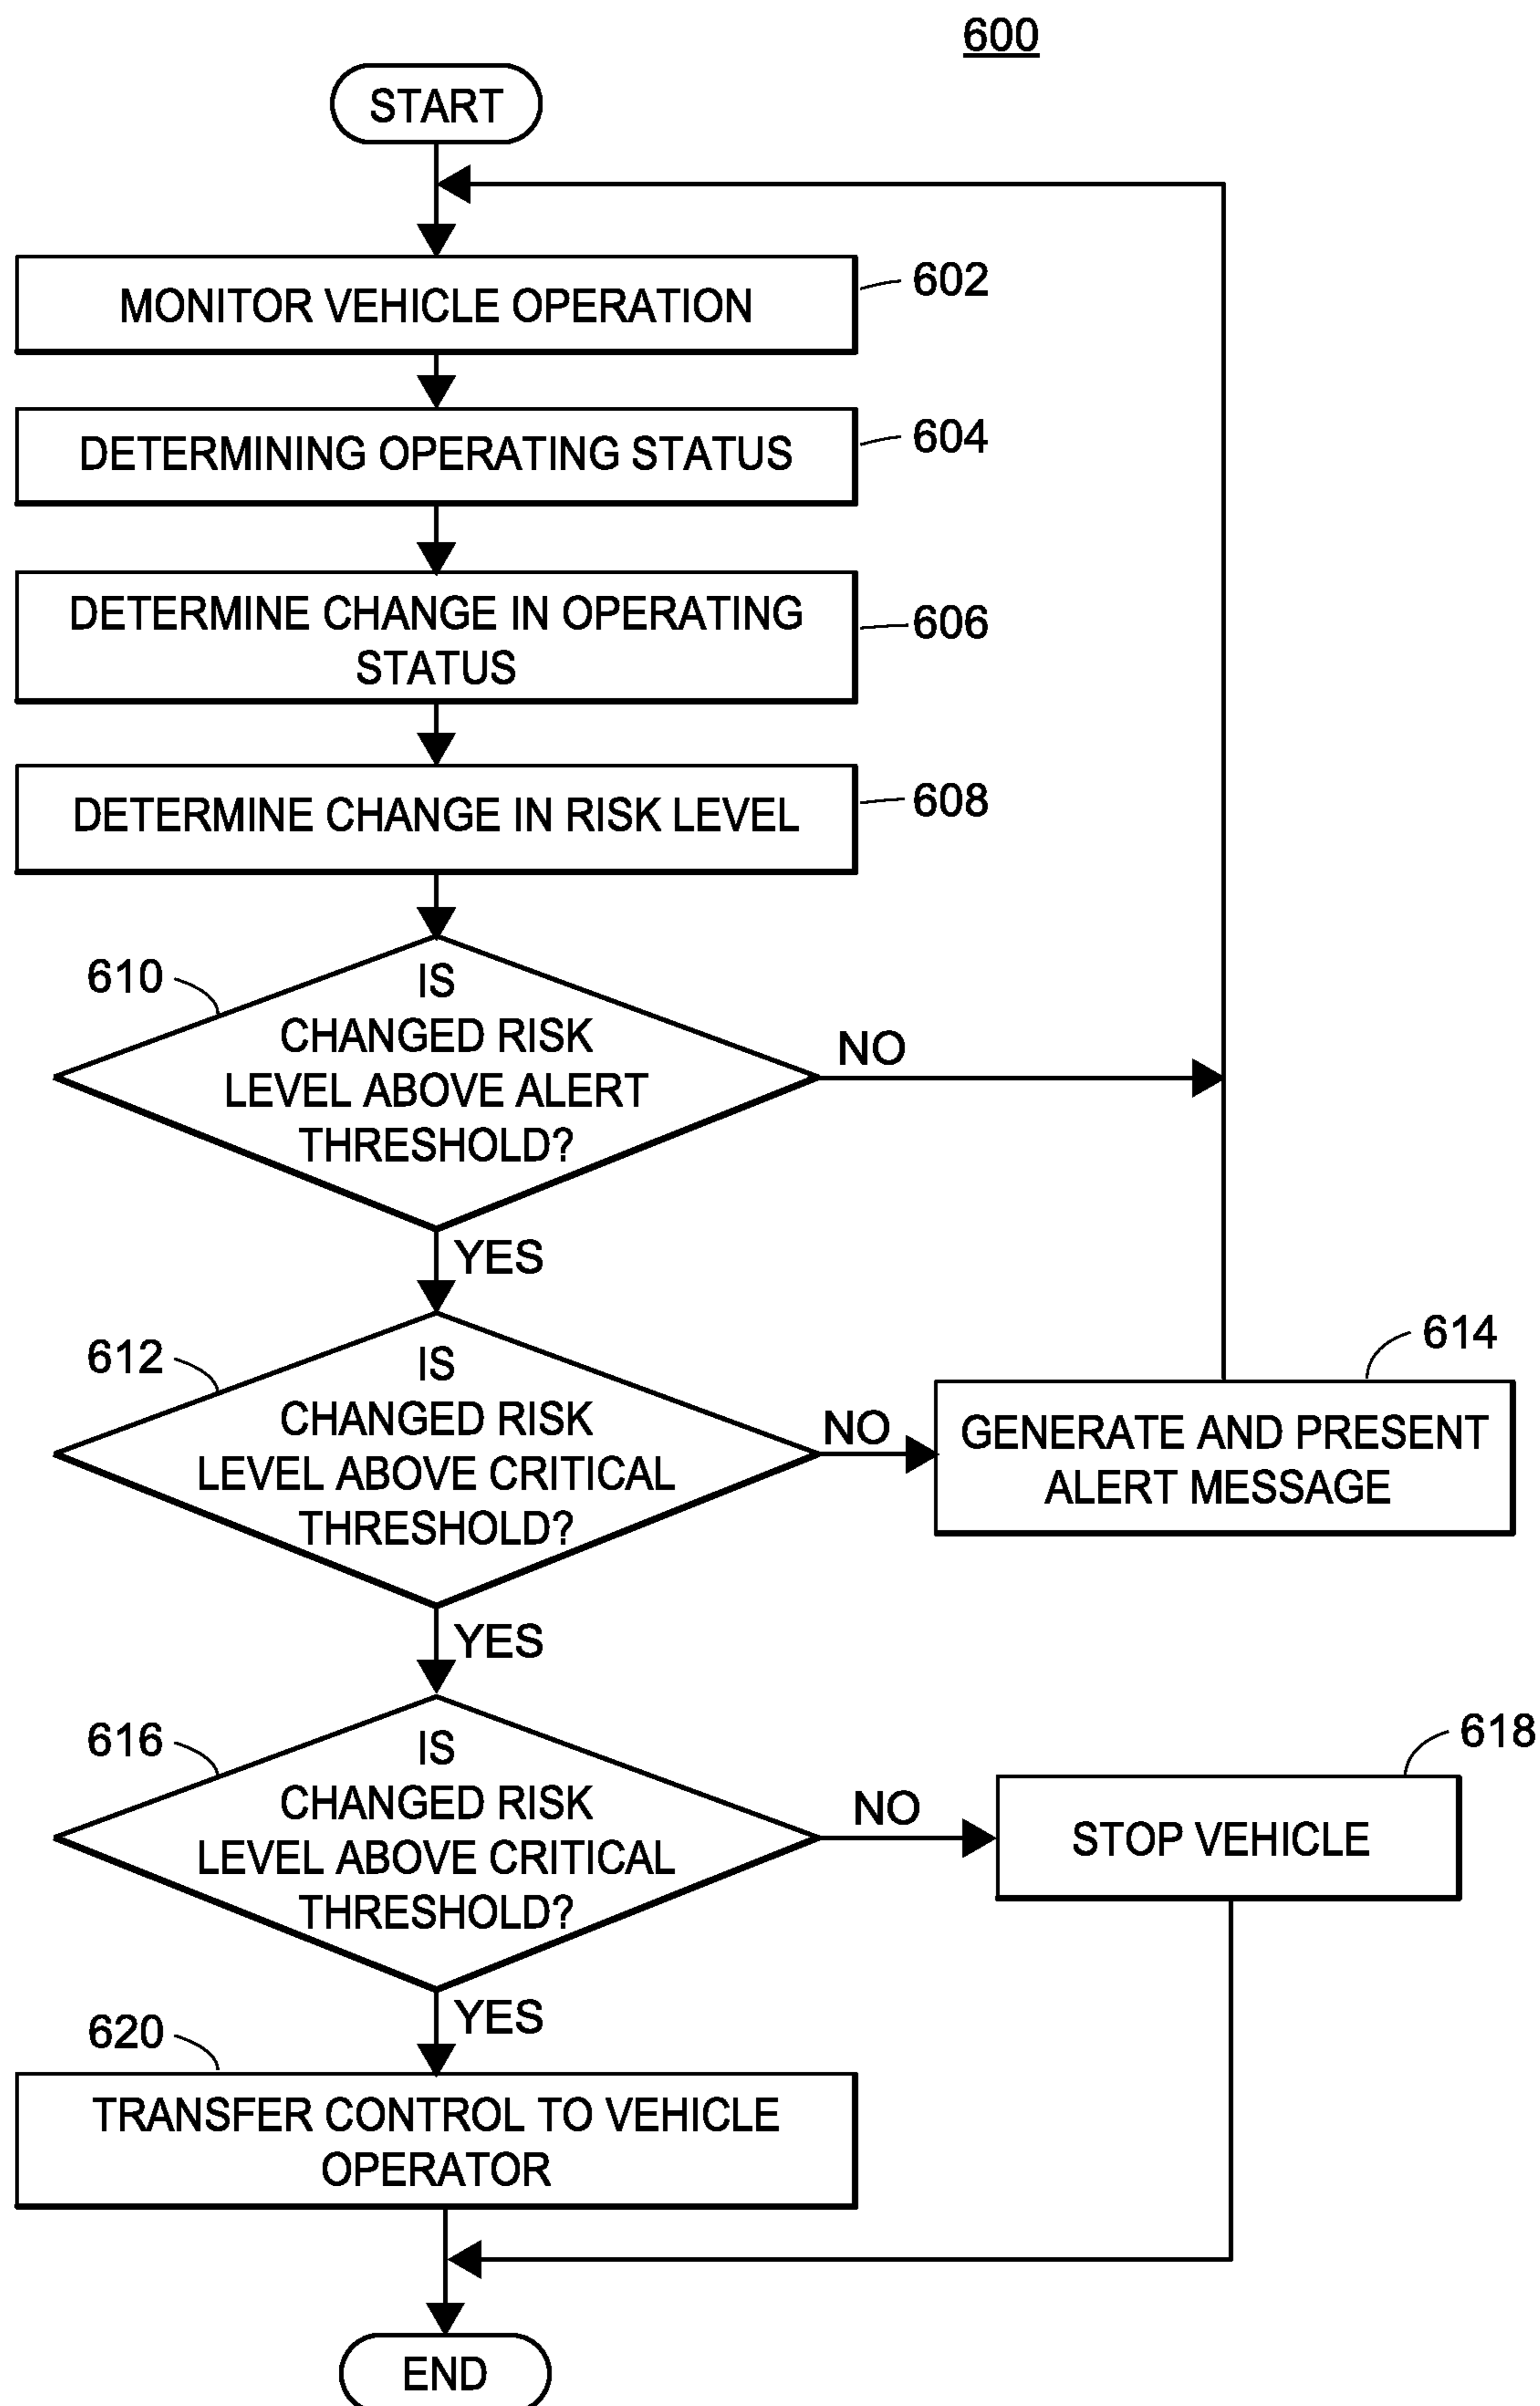 600
START
MONITOR VEHICLE OPERATION
602
DETERMINING OPERATING STATUS
604
DETERMINE CHANGE IN OPERATING
STATUS
606
DETERMINE CHANGE IN RISK LEVEL
608
610
IS
CHANGED RISK
LEVEL ABOVE ALERT
THRESHOLD?
NO
YES
612
IS
CHANGED RISK
LEVEL ABOVE CRITICAL
THRESHOLD?
NO
614
GENERATE AND PRESENT
ALERT MESSAGE
YES
616
IS
CHANGED RISK
LEVEL ABOVE CRITICAL
THRESHOLD?
NO
618
STOP VEHICLE
YES
620
TRANSFER CONTROL TO VEHICLE
OPERATOR
END